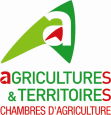 AGRICULTURES
& TERRITOIRES
CHAMBRES D'AGRICULTURE